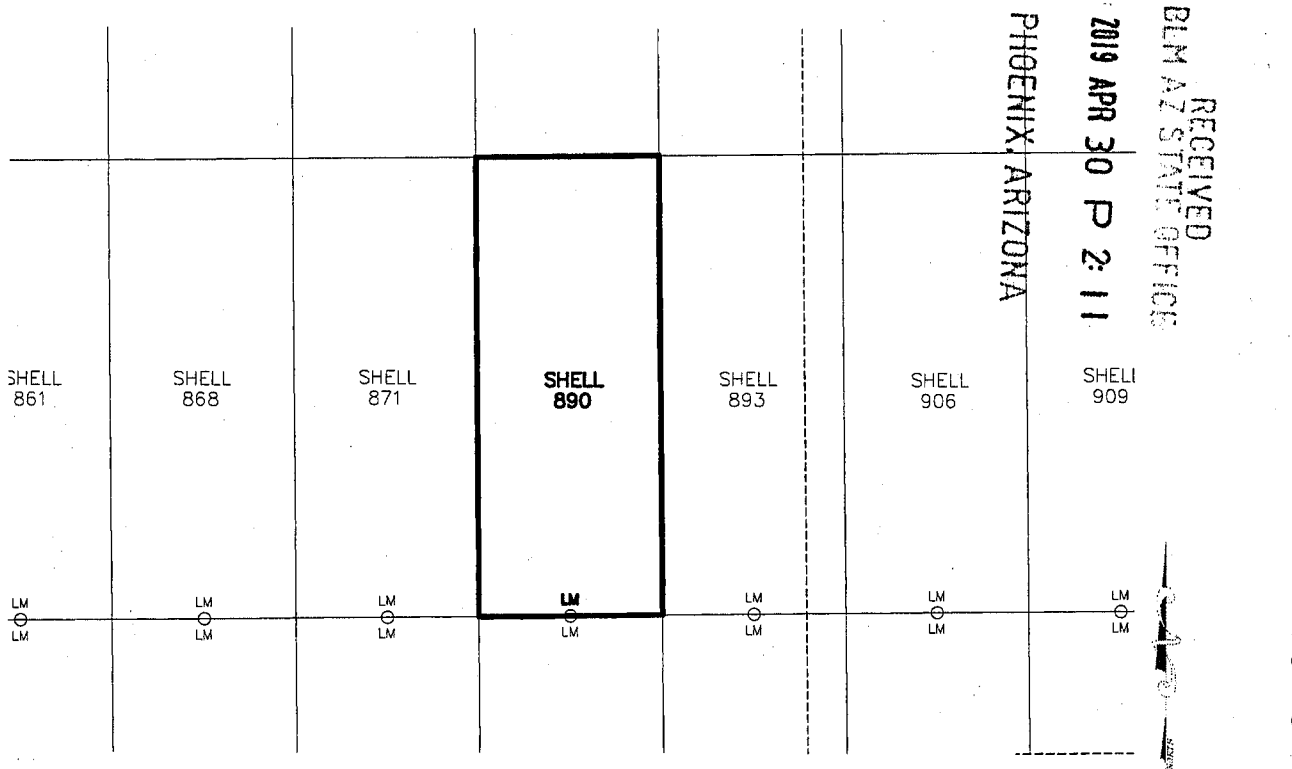 RECEIVED
BLM AZ STATE OFFICE
2019 APR 30 P 2:11
PHOENIX, ARIZONA
SHELL
861
SHELL
868
SHELL
871
SHELL
890
SHELL
893
SHELL
906
SHELL
909
LM
LM
LM
LM
LM
LM
LM
LM
LM
LM
LM
LM
LM
LM